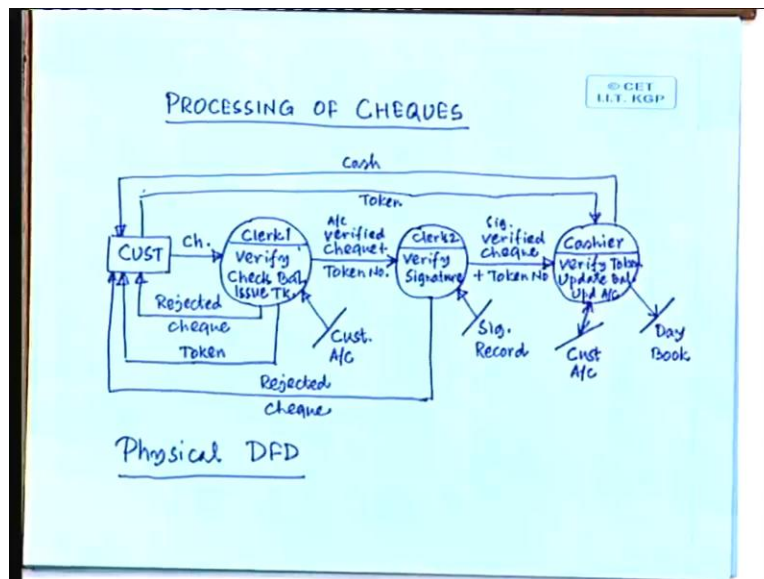 © CET
I.I.T. KGP
PROCESSING OF CHEQUES
Cash
Token
CUST
Ch.
Clerk1
Verify
Check Bal.
Issue Tk.
A/c
verified
cheque+
Token No.
Clerk2
Verify
Signature
Sig.
verified
cheque
+ Token No
Cashier
Verify Token
Update Bal.
Upd A/c
Rejected
cheque
Token
Cust.
A/c
Sig.
Record
Cust
A/c
Day
Book
Rejected
cheque
Physical DFD